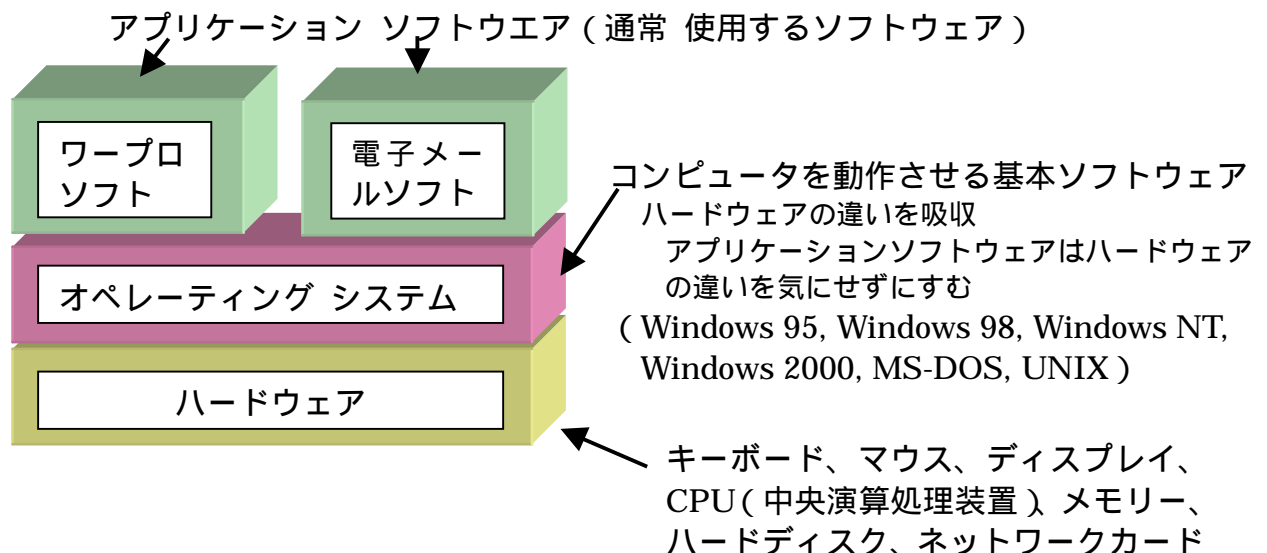 アプリケーション ソフトウエア（通常 使用するソフトウェア）
ワープロ
ソフト
電子メー
ルソフト
コンピュータを動作させる基本ソフトウェア
ハードウェアの違いを吸収
アプリケーションソフトウェアはハードウェア
の違いを気にせずにすむ
（Windows 95, Windows 98, Windows NT,
Windows 2000, MS-DOS, UNIX）
オペレーティング システム
ハードウェア
キーボード、マウス、ディスプレイ、
CPU（中央演算処理装置）、メモリー、
ハードディスク、ネットワークカード